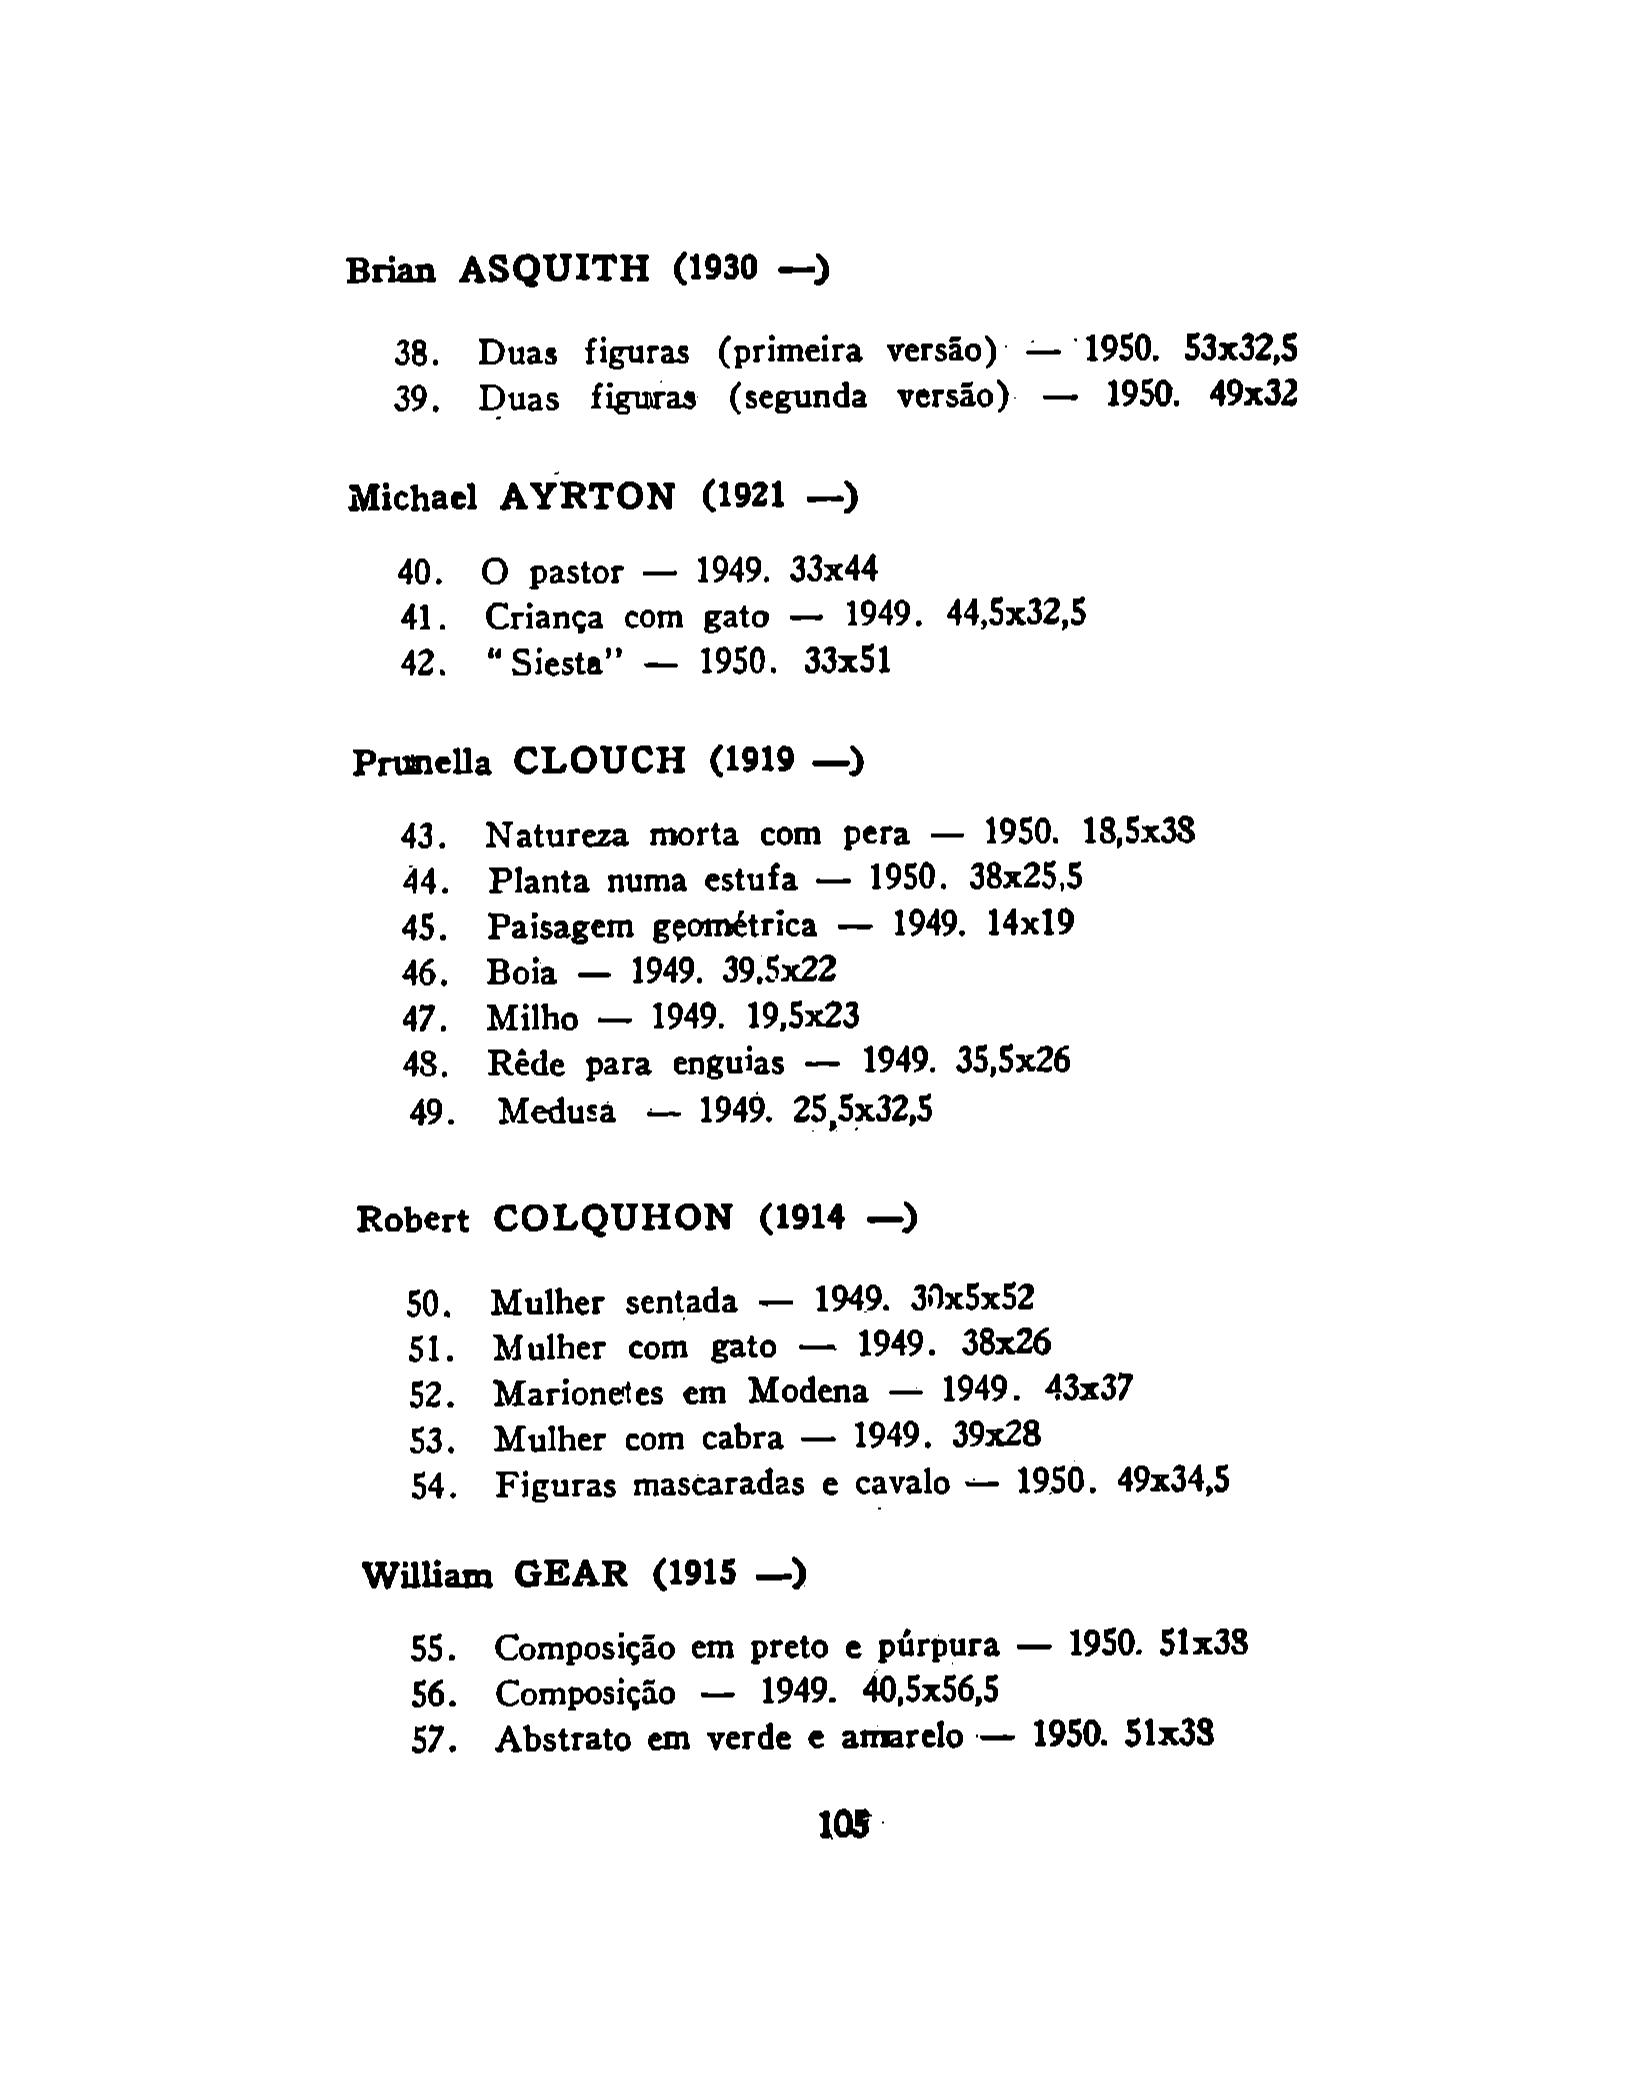 Brian ASQUITH (1930 —)
38. Duas figuras (primeira versão) — 1950. 53x32,5
39. Duas figuras (segunda versão) — 1950. 49x32
Michael AYRTON (1921 —)
40. O pastor — 1949. 33x44
41. Criança com gato — 1949. 44,5x32,5
42. "Siesta" — 1950. 33x51
Prunella CLOUCH (1919 —)
43. Natureza morta com pera — 1950. 18,5x38
44. Planta numa estufa — 1950. 38x25,5
45. Paisagem geométrica — 1949. 14x19
46. Boia — 1949. 39,5x22
47. Milho — 1949. 19,5x23
48. Rêde para enguias — 1949. 35,5x26
49. Medusa — 1949. 25,5x32,5
Robert COLQUHON (1914 —)
50. Mulher sentada — 1949. 30x5x52
51. Mulher com gato — 1949. 38x26
52. Marionetes em Modena — 1949. 43x37
53. Mulher com cabra — 1949. 39x28
54. Figuras mascaradas e cavalo — 1950. 49x34,5
William GEAR (1915 —)
55. Composição em preto e púrpura — 1950. 51x38
56. Composição — 1949. 40,5x56,5
57. Abstrato em verde e amarelo — 1950. 51x38
105